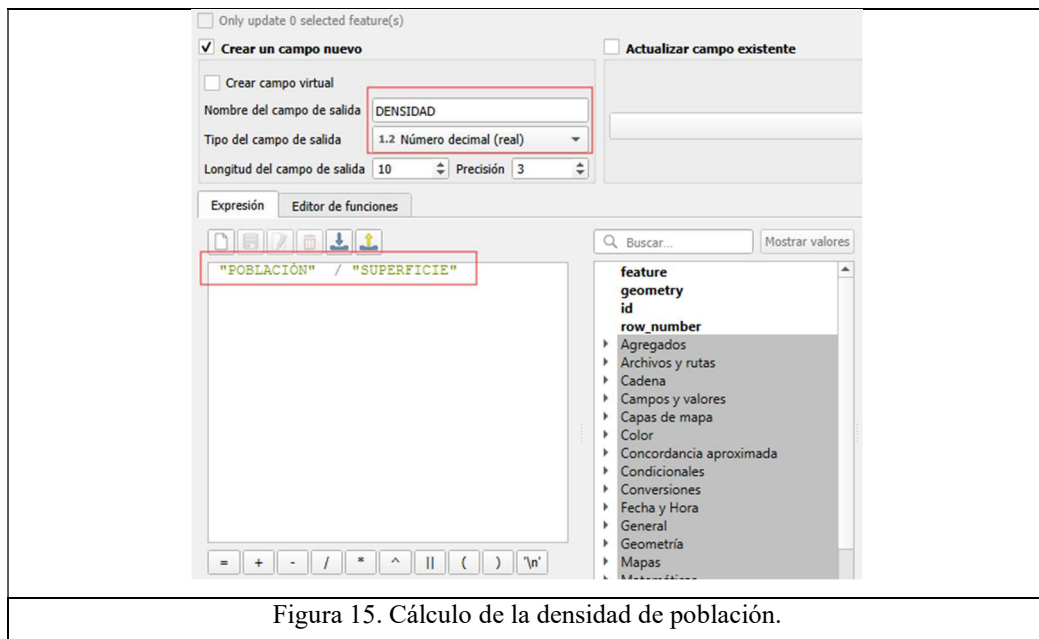 Only update 0 selected feature(s)
Crear un campo nuevo
Actualizar campo existente
Crear campo virtual
Nombre del campo de salida DENSIDAD
Tipo del campo de salida 1.2 Número decimal (real)
Longitud del campo de salida 10 Precisión 3
Expresión Editor de funciones
Buscar... Mostrar valores
"POBLACIÓN" / "SUPERFICIE"
feature
geometry
id
row_number
Agregados
Archivos y rutas
Cadena
Campos y valores
Capas de mapa
Color
Concordancia aproximada
Condicionales
Conversiones
Fecha y Hora
General
Geometría
Mapas
Matemáticas
= + - / * ^ || ( ) '\n'
Figura 15. Cálculo de la densidad de población.